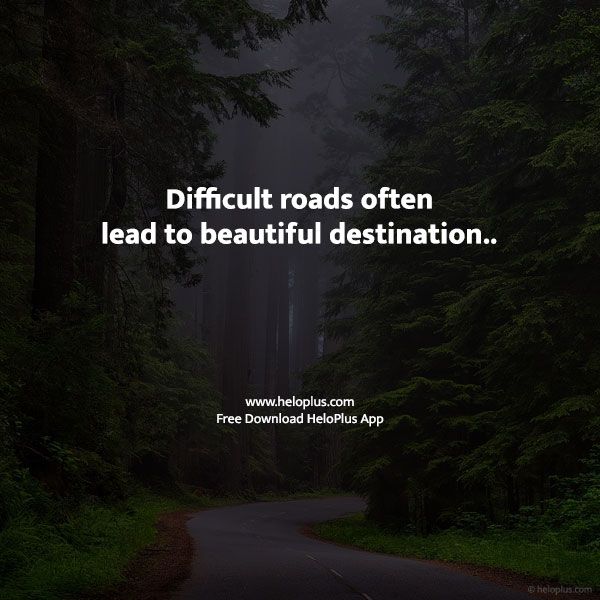 Difficult roads often
lead to beautiful destination..
www.heloplus.com
Free Download HeloPlus App
© heloplus.com